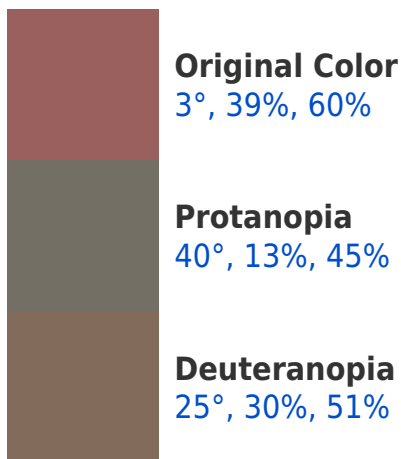 Original Color
3°, 39%, 60%
Protanopia
40°, 13%, 45%
Deuteranopia
25°, 30%, 51%